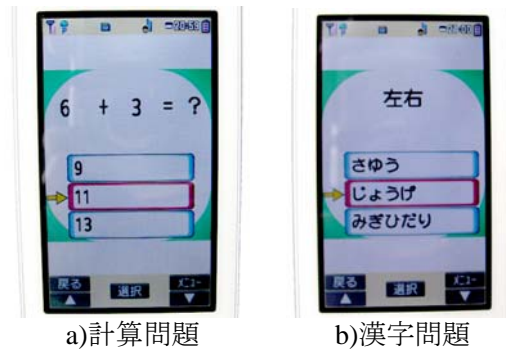 20:53
6 + 3 = ?
9
11
13
戻る
選択
メニュー
a)計算問題
左右
さゆう
じょうげ
みぎひだり
戻る
選択
メニュー
b)漢字問題